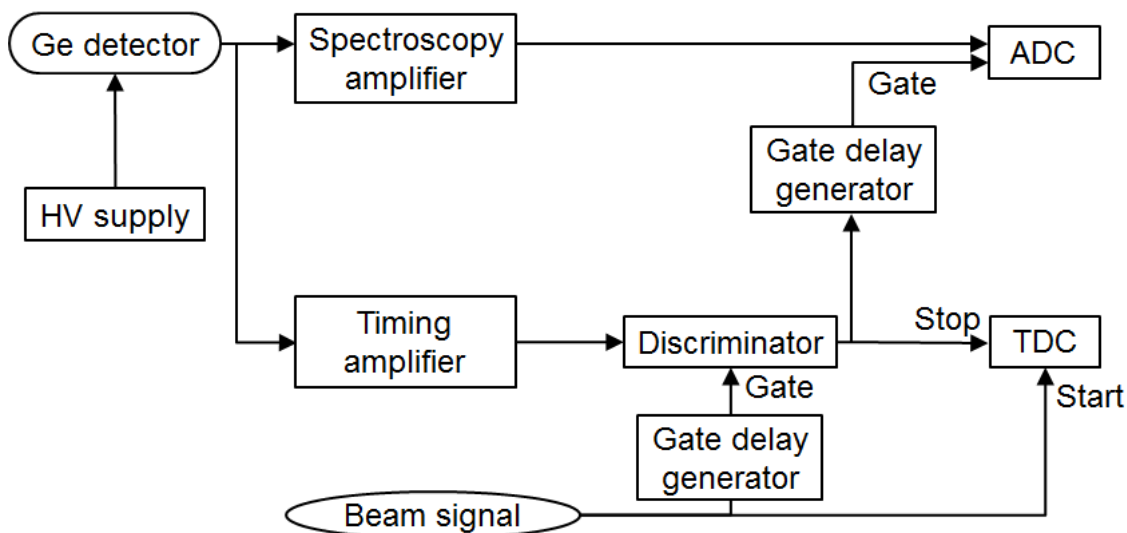 Ge detector
Spectroscopy
amplifier
ADC
Gate
Gate delay
generator
HV supply
Timing
amplifier
Discriminator
Stop
TDC
Gate
Start
Gate delay
generator
Beam signal